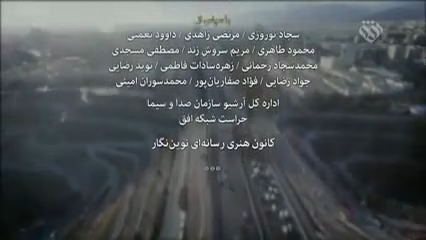 با سپاس از
سجاد نوروزی / مرتضی زاهدی / داوود نعمتی
محمود طاهری / مریم سروش زند / مصطفی مسجدی
محمدسجاد رحمانی / زهره‌سادات فاطمی / نوید رضایی
جواد رضایی / فؤاد صفاریان‌پور / محمدسوران امینی
اداره کل آرشیو سازمان صدا و سیما
حراست شبکه افق
کانون هنری رسانه‌ای نوین‌نگار
...